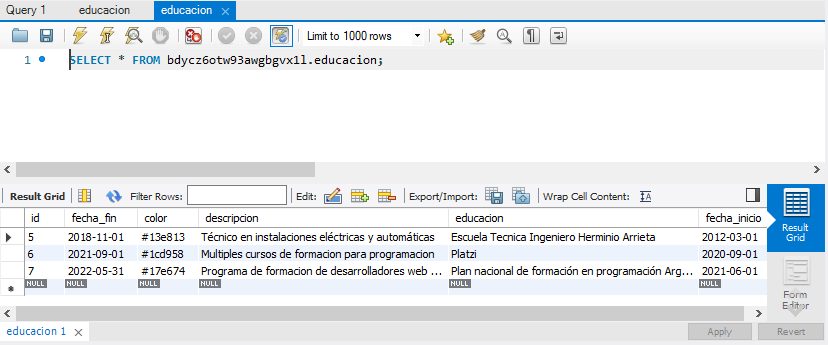 Query 1 educacion educacion
Limit to 1000 rows
1 SELECT * FROM bdycz6otw93awgbgvx1l.educacion;
Result Grid Filter Rows: Edit: Export/Import: Wrap Cell Content:
id fecha_fin color descripcion educacion fecha_inicio
5 2018-11-01 #13e813 Técnico en instalaciones eléctricas y automáticas Escuela Tecnica Ingeniero Herminio Arrieta 2012-03-01
6 2021-09-01 #1cd958 Multiples cursos de formacion para programacion Platzi 2020-09-01
7 2022-05-31 #17e674 Programa de formacion de desarrolladores web ... Plan nacional de formación en programación Arg... 2021-06-01
NULL NULL NULL NULL NULL NULL
Result
Grid
Form
Editor
educacion 1 Apply Revert